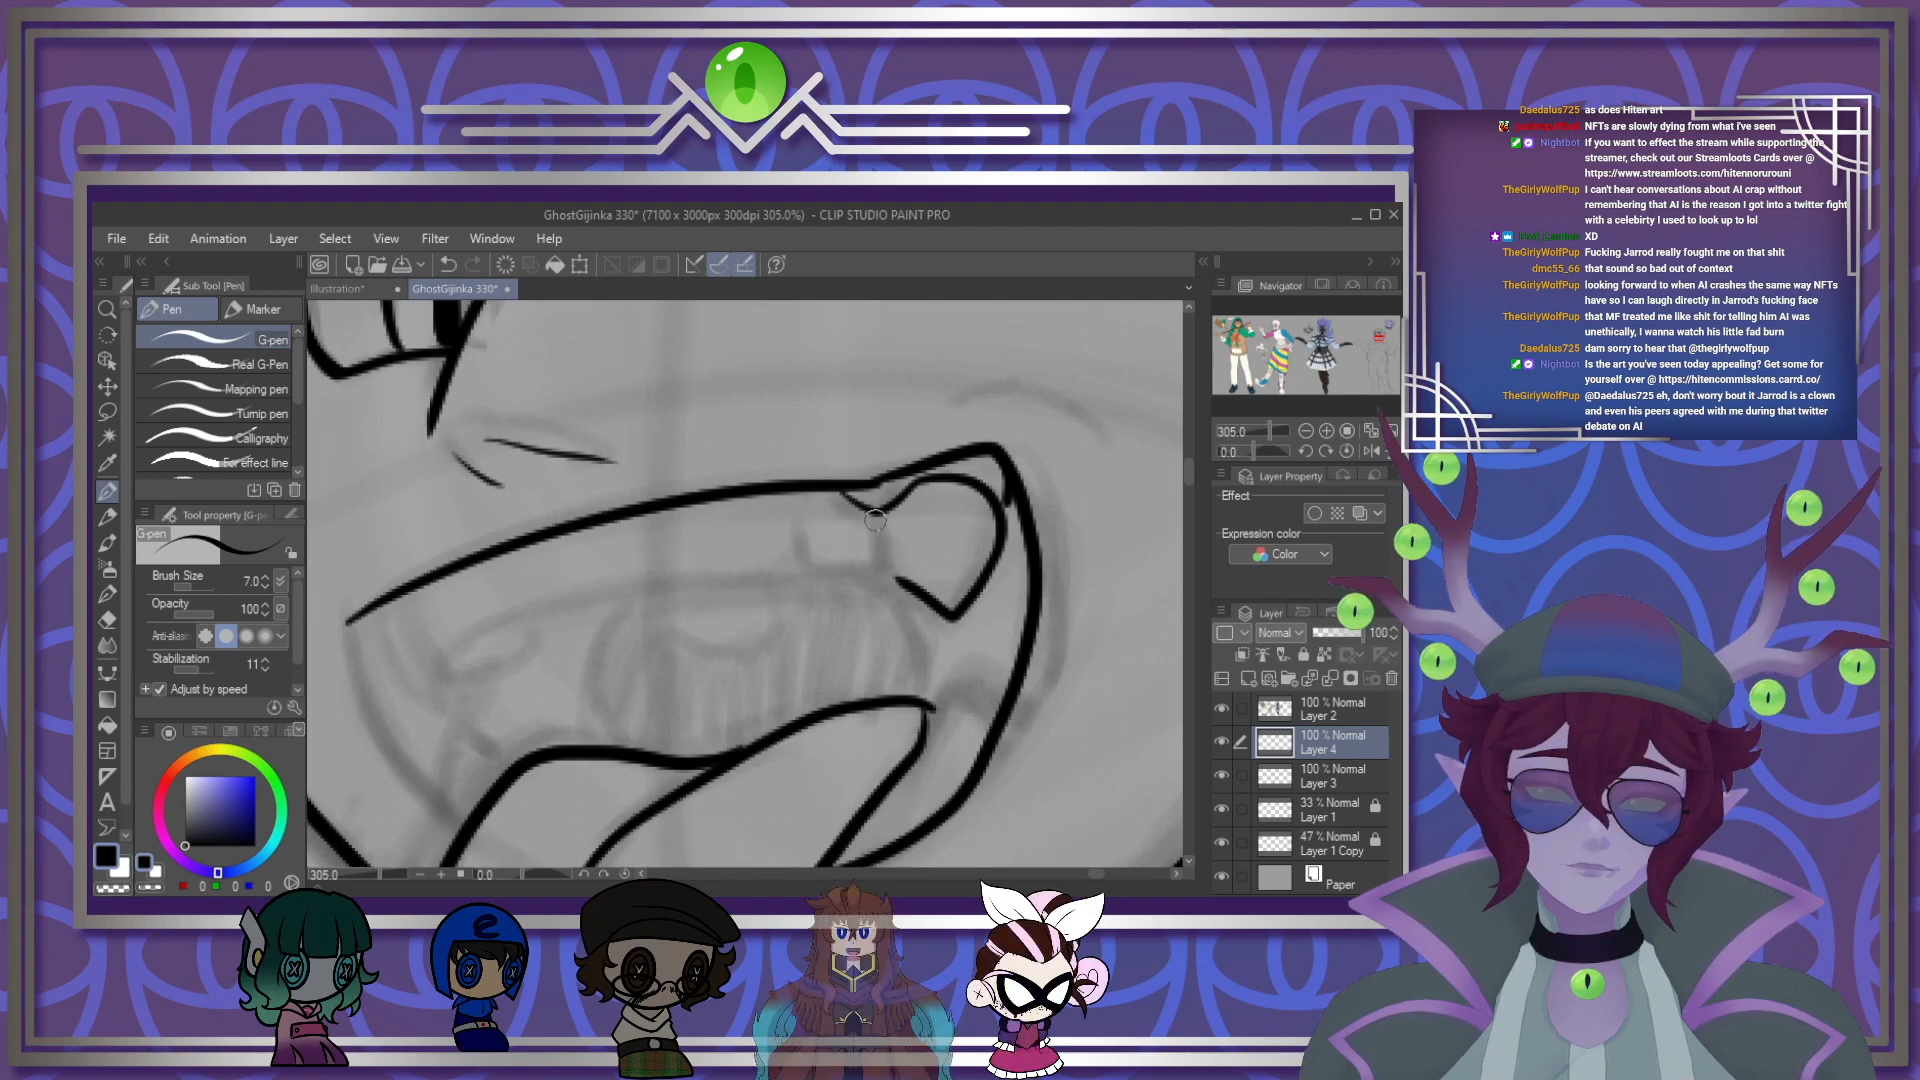 GhostGijinka 330* (7100 x 3000px 300dpi 305.0%) - CLIP STUDIO PAINT PRO
File Edit Animation Layer Select View Filter Window Help
Sub Tool [Pen]
Illustration*
GhostGijinka 330*
Pen
Marker
G-pen
Real G-Pen
Mapping pen
Turnip pen
Calligraphy
For effect line
Tool property [G-pe
G-pen
Brush Size 7.0
Opacity 100
Anti-aliasin
Stabilization 11
Adjust by speed
0 0 0
305.0 0.0
Navigator
305.0
0.0
Layer Property
Effect
Expression color
Color
Layer
Normal 100
100 % Normal
Layer 2
100 % Normal
Layer 4
100 % Normal
Layer 3
33 % Normal
Layer 1
47 % Normal
Layer 1 Copy
Paper
Daedalus725 as does Hiten art
NFTs are slowly dying from what I've seen
Nightbot If you want to effect the stream while supporting the
streamer, check out our Streamloots Cards over @
https://www.streamloots.com/hitennorurouni
TheGirlyWolfPup I can't hear conversations about AI crap without
remembering that AI is the reason I got into a twitter fight
with a celebirty I used to look up to lol
XD
TheGirlyWolfPup Fucking Jarrod really fought me on that shit
dmc55_66 that sound so bad out of context
TheGirlyWolfPup looking forward to when AI crashes the same way NFTs
have so I can laugh directly in Jarrod's fucking face
TheGirlyWolfPup that MF treated me like shit for telling him AI was
unethically, I wanna watch his little fad burn
Daedalus725 dam sorry to hear that @thegirlywolfpup
Nightbot Is the art you've seen today appealing? Get some for
yourself over @ https://hitencommissions.carrd.co/
TheGirlyWolfPup @Daedalus725 eh, don't worry bout it Jarrod is a clown
and even his peers agreed with me during that twitter
debate on AI